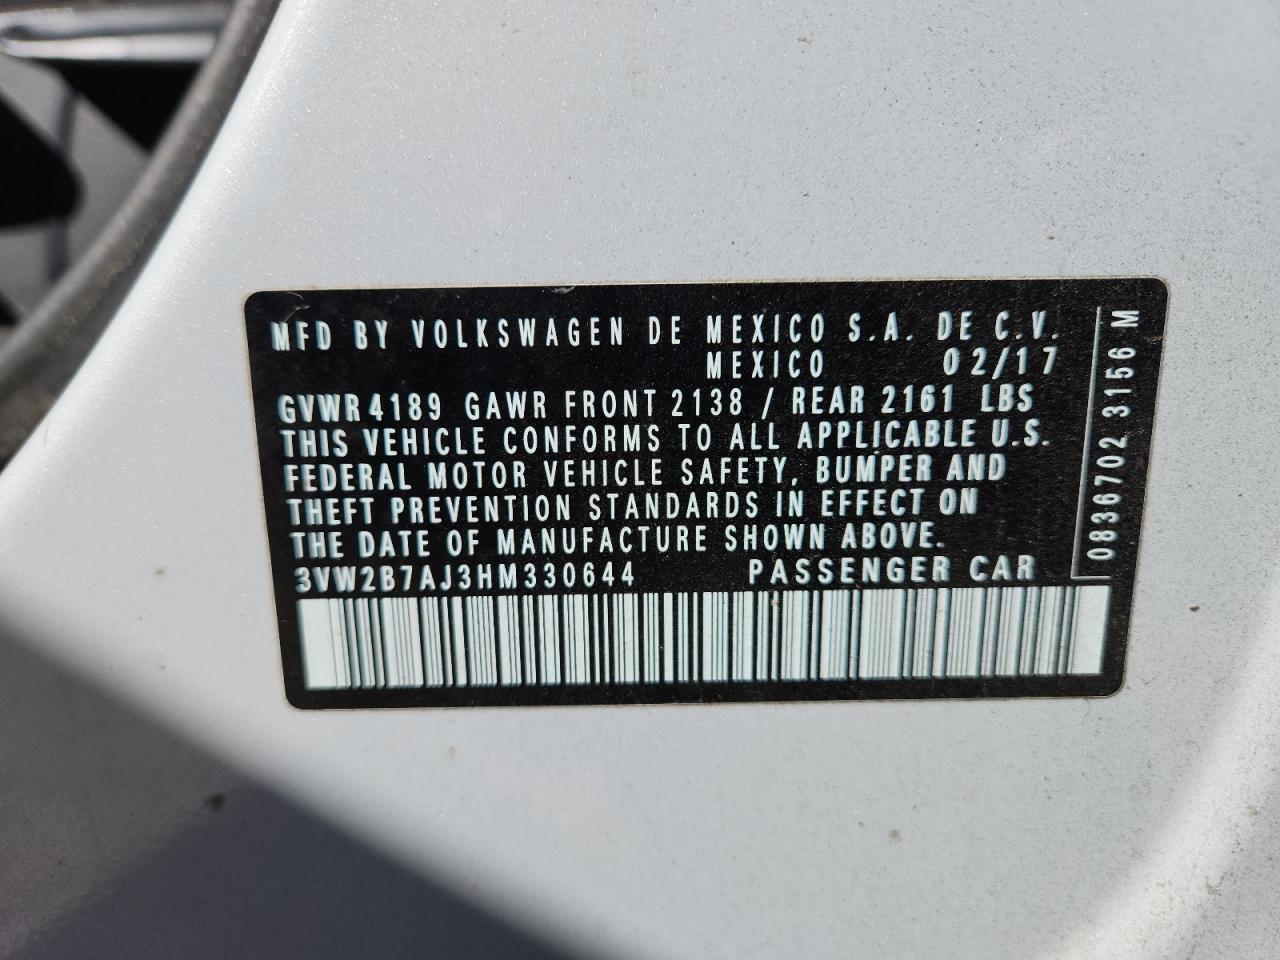 MFD BY VOLKSWAGEN DE MEXICO S.A. DE C.V.
MEXICO 02/17
GVWR 4189 GAWR FRONT 2138 / REAR 2161 LBS
THIS VEHICLE CONFORMS TO ALL APPLICABLE U.S.
FEDERAL MOTOR VEHICLE SAFETY, BUMPER AND
THEFT PREVENTION STANDARDS IN EFFECT ON
THE DATE OF MANUFACTURE SHOWN ABOVE.
3VW2B7AJ3HM330644 PASSENGER CAR
0836702 3156 M